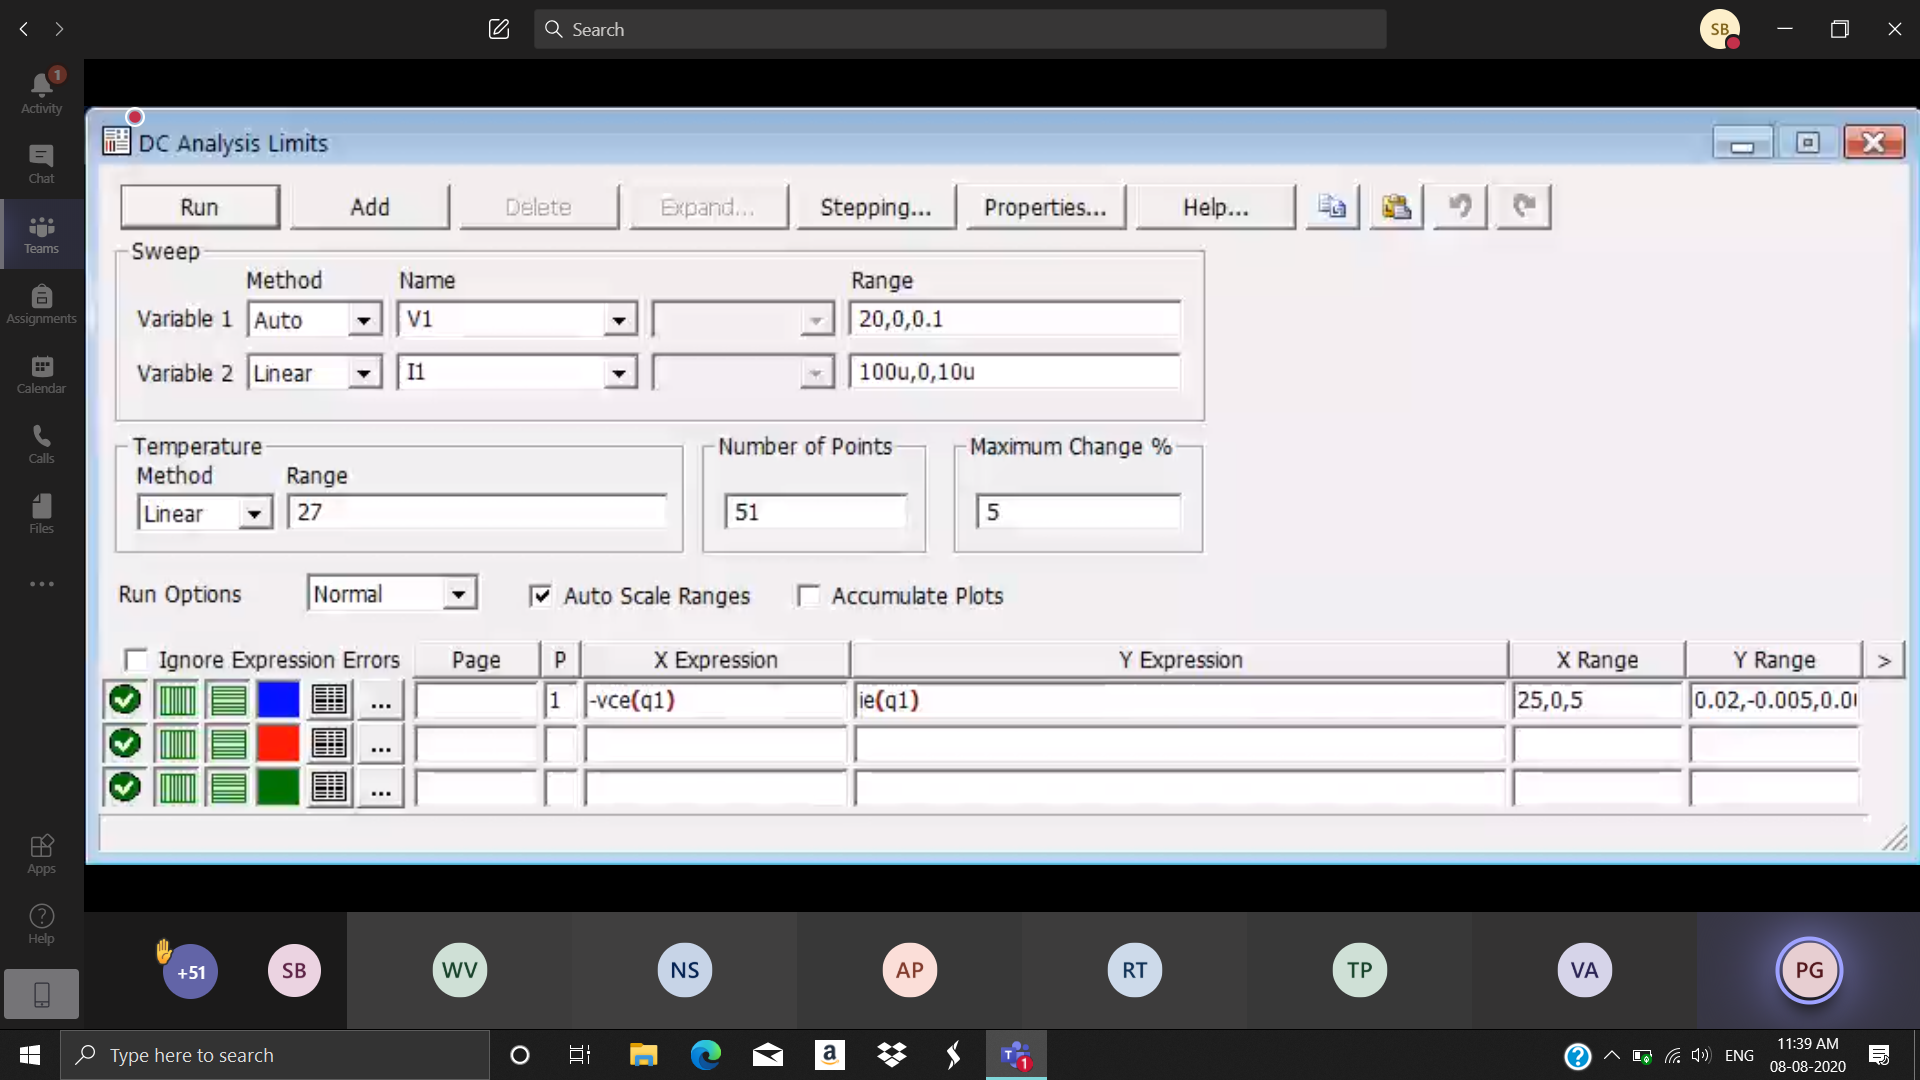 Search
SB
1
Activity
Chat
Teams
Assignments
Calendar
Calls
Files
Apps
Help
DC Analysis Limits
Run Add Delete Expand... Stepping... Properties... Help...
Sweep
Method Name Range
Variable 1 Auto V1 20,0,0.1
Variable 2 Linear I1 100u,0,10u
Temperature Number of Points Maximum Change %
Method Range
Linear 27 51 5
Run Options Normal Auto Scale Ranges Accumulate Plots
Ignore Expression Errors Page P X Expression Y Expression X Range Y Range >
... 1 -vce(q1) ie(q1) 25,0,5 0.02,-0.005,0.0
...
...
+51 SB WV NS AP RT TP VA PG
Type here to search
a
1
?
ENG
11:39 AM
08-08-2020